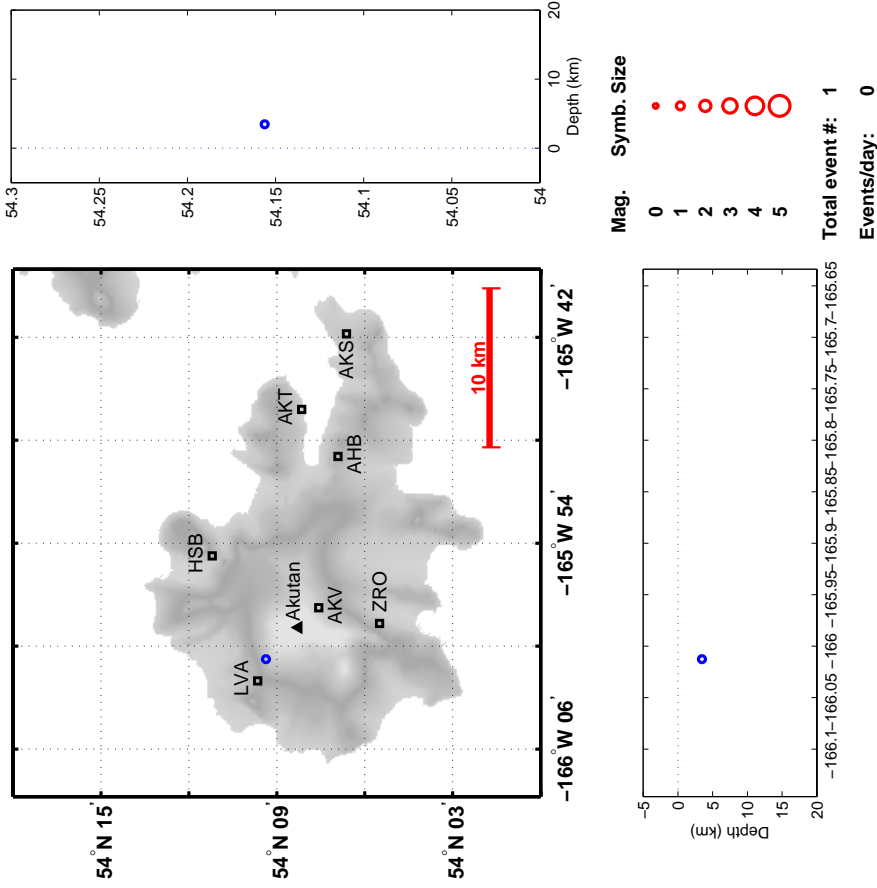 54.3
54.25
54.2
54.15
54.1
54.05
54
0
10
20
Depth (km)
Mag. Symb. Size
0
1
2
3
4
5
Total event #: 1
Events/day: 0
54°N 15'
54°N 09'
54°N 03'
HSB
LVA
Akutan
AKV
ZRO
AKT
AHB
AKS
10 km
-166°W 06'
-165°W 54'
-165°W 42'
-5
0
5
10
15
20
Depth (km)
-166.1 -166.05 -166 -165.95 -165.9 -165.85 -165.8 -165.75 -165.7 -165.65